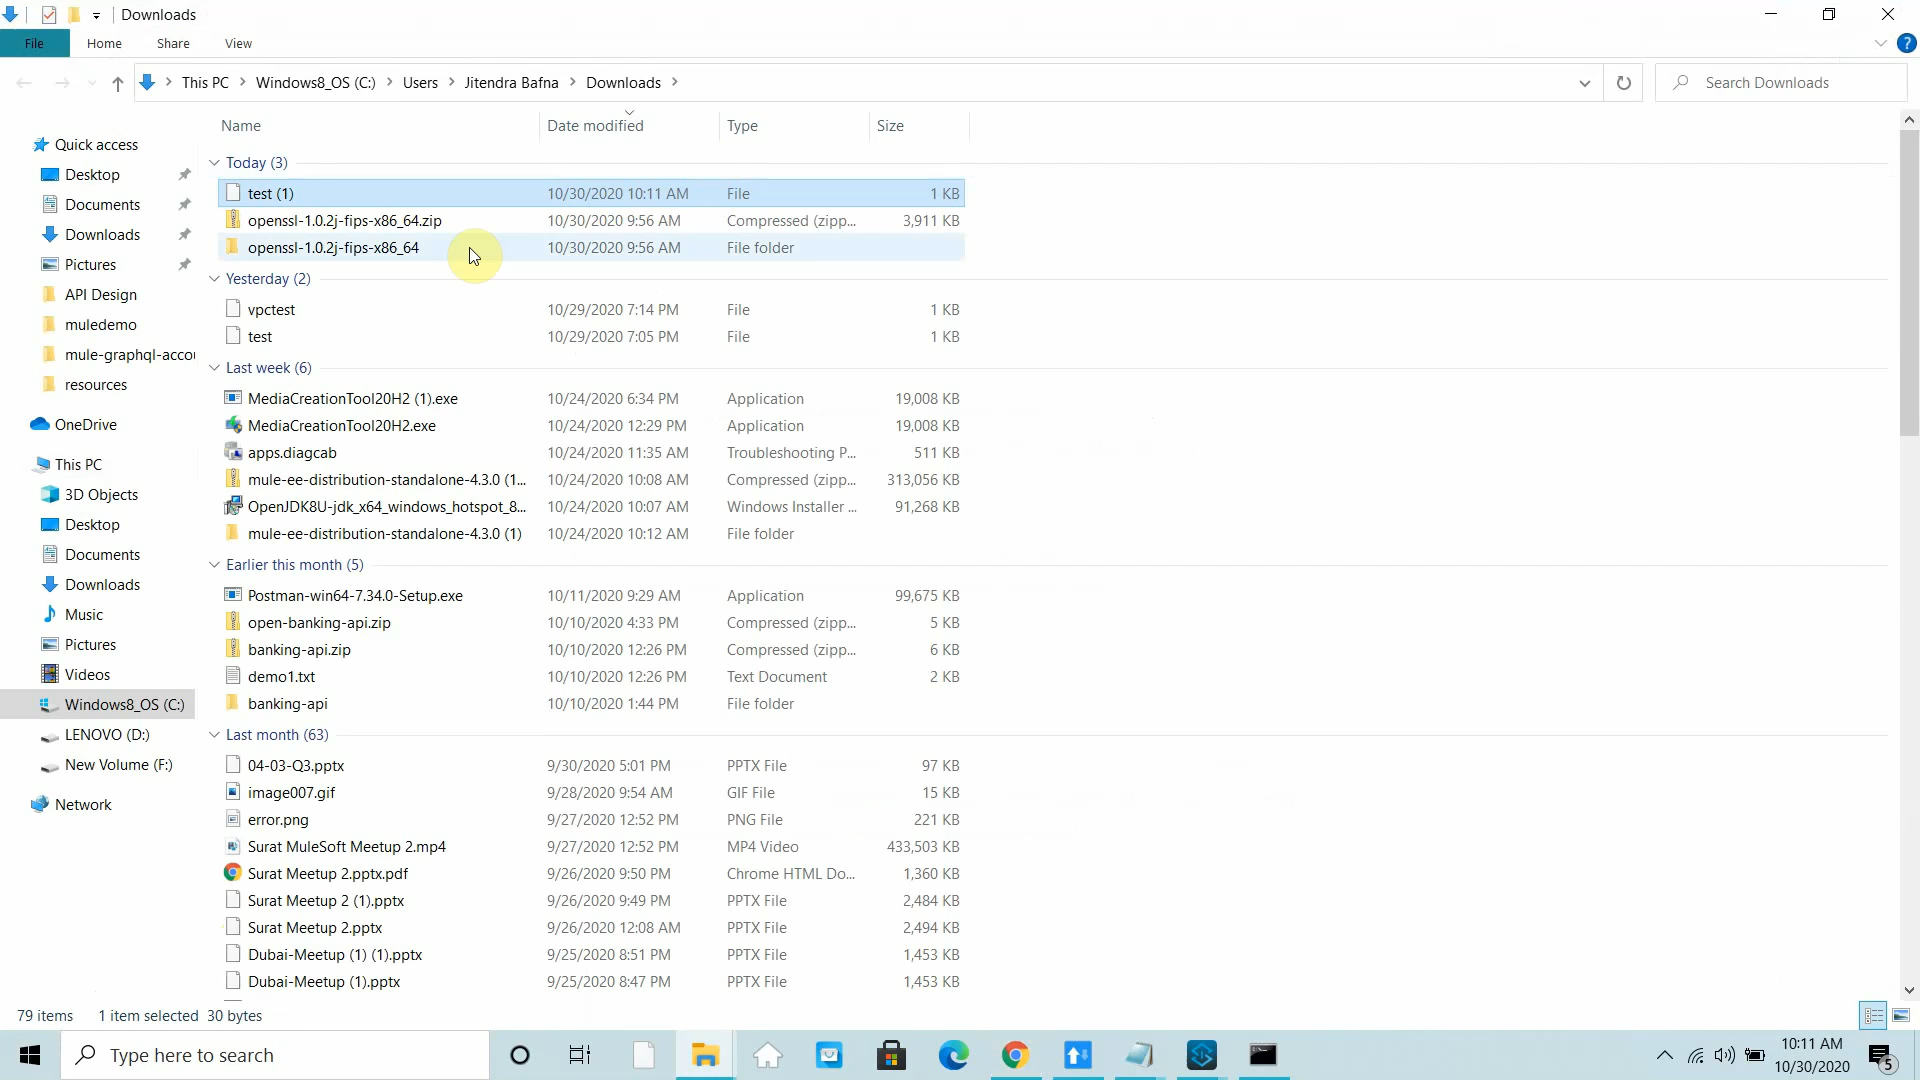 Downloads
File Home Share View
This PC Windows8_OS (C:) Users Jitendra Bafna Downloads
Search Downloads
Name Date modified Type Size
Quick access
Desktop
Documents
Downloads
Pictures
API Design
muledemo
mule-graphql-accou
resources
OneDrive
This PC
3D Objects
Desktop
Documents
Downloads
Music
Pictures
Videos
Windows8_OS (C:)
LENOVO (D:)
New Volume (F:)
Network
Today (3)
test (1) 10/30/2020 10:11 AM File 1 KB
openssl-1.0.2j-fips-x86_64.zip 10/30/2020 9:56 AM Compressed (zipp... 3,911 KB
openssl-1.0.2j-fips-x86_64 10/30/2020 9:56 AM File folder
Yesterday (2)
vpctest 10/29/2020 7:14 PM File 1 KB
test 10/29/2020 7:05 PM File 1 KB
Last week (6)
MediaCreationTool20H2 (1).exe 10/24/2020 6:34 PM Application 19,008 KB
MediaCreationTool20H2.exe 10/24/2020 12:29 PM Application 19,008 KB
apps.diagcab 10/24/2020 11:35 AM Troubleshooting P... 511 KB
mule-ee-distribution-standalone-4.3.0 (1... 10/24/2020 10:08 AM Compressed (zipp... 313,056 KB
OpenJDK8U-jdk_x64_windows_hotspot_8... 10/24/2020 10:07 AM Windows Installer ... 91,268 KB
mule-ee-distribution-standalone-4.3.0 (1) 10/24/2020 10:12 AM File folder
Earlier this month (5)
Postman-win64-7.34.0-Setup.exe 10/11/2020 9:29 AM Application 99,675 KB
open-banking-api.zip 10/10/2020 4:33 PM Compressed (zipp... 5 KB
banking-api.zip 10/10/2020 12:26 PM Compressed (zipp... 6 KB
demo1.txt 10/10/2020 12:26 PM Text Document 2 KB
banking-api 10/10/2020 1:44 PM File folder
Last month (63)
04-03-Q3.pptx 9/30/2020 5:01 PM PPTX File 97 KB
image007.gif 9/28/2020 9:54 AM GIF File 15 KB
error.png 9/27/2020 12:52 PM PNG File 221 KB
Surat MuleSoft Meetup 2.mp4 9/27/2020 12:52 PM MP4 Video 433,503 KB
Surat Meetup 2.pptx.pdf 9/26/2020 9:50 PM Chrome HTML Do... 1,360 KB
Surat Meetup 2 (1).pptx 9/26/2020 9:49 PM PPTX File 2,484 KB
Surat Meetup 2.pptx 9/26/2020 12:08 AM PPTX File 2,494 KB
Dubai-Meetup (1) (1).pptx 9/25/2020 8:51 PM PPTX File 1,453 KB
Dubai-Meetup (1).pptx 9/25/2020 8:47 PM PPTX File 1,453 KB
79 items 1 item selected 30 bytes
Type here to search
10:11 AM
10/30/2020
5